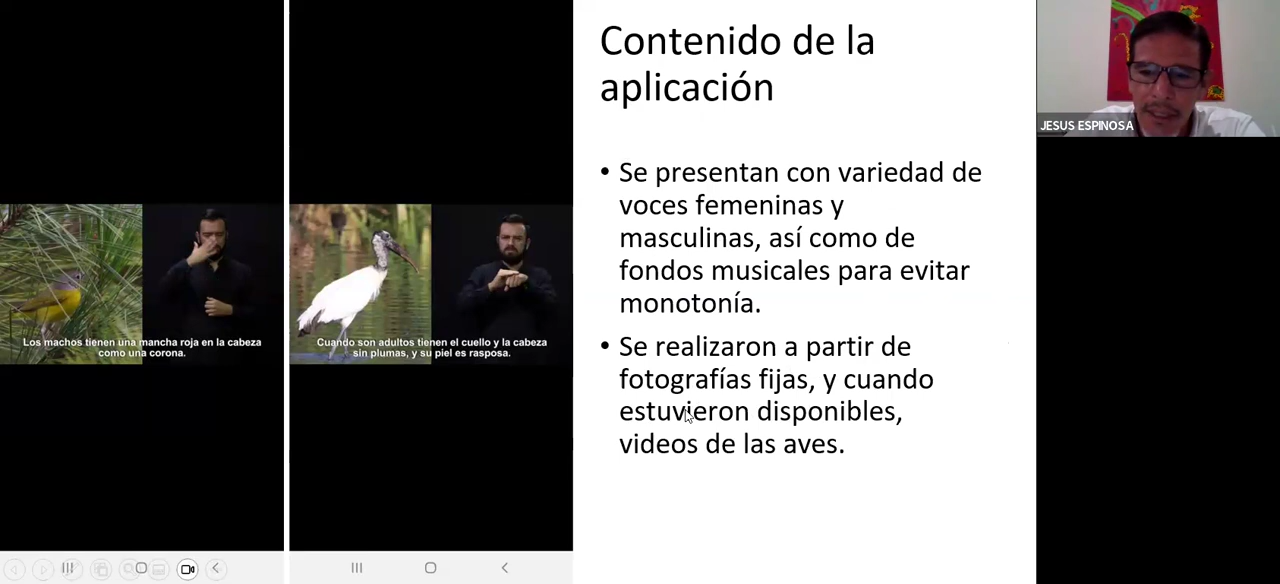 Contenido de la
aplicación
• Se presentan con variedad de
voces femeninas y
masculinas, así como de
fondos musicales para evitar
monotonía.
• Se realizaron a partir de
fotografías fijas, y cuando
estuvieron disponibles,
videos de las aves.
Los machos tienen una mancha roja en la cabeza
como una corona.
Cuando son adultos tienen el cuello y la cabeza
sin plumas, y su piel es rasposa.
JESUS ESPINOSA